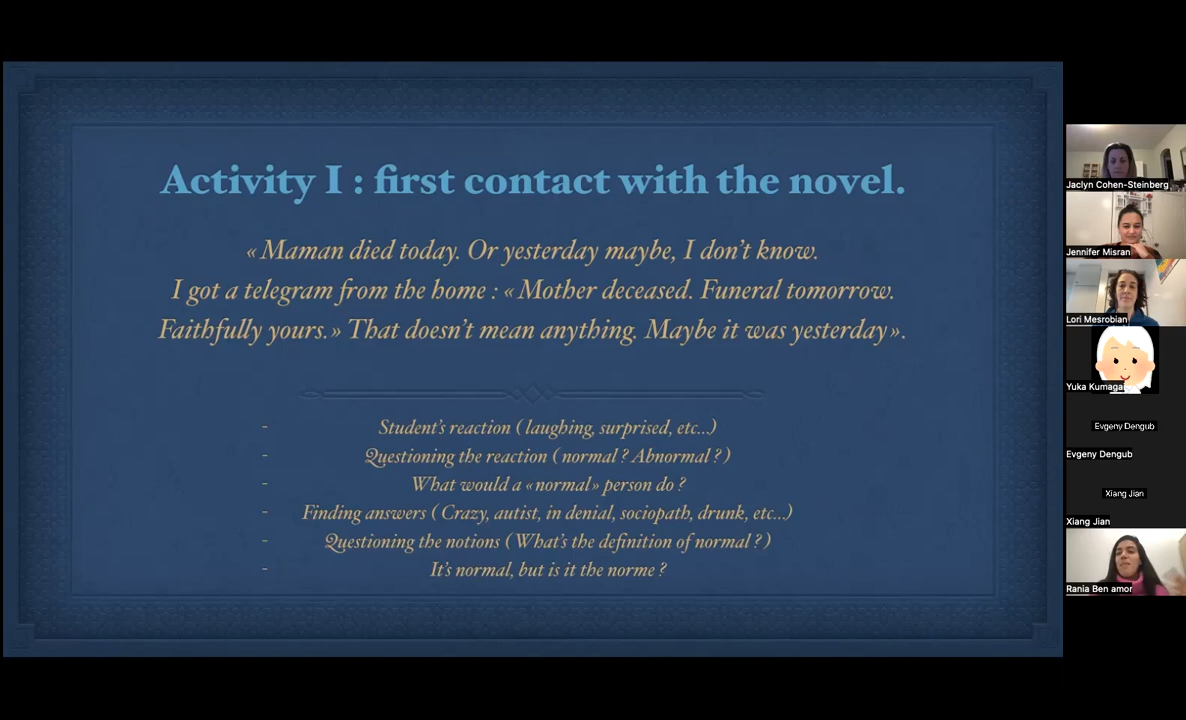 Activity I : first contact with the novel.
« Maman died today. Or yesterday maybe, I don't know.
I got a telegram from the home : « Mother deceased. Funeral tomorrow.
Faithfully yours.» That doesn't mean anything. Maybe it was yesterday ».
- Student's reaction ( laughing, surprised, etc...)
- Questioning the reaction ( normal ? Abnormal ? )
- What would a « normal » person do ?
- Finding answers ( Crazy, autist, in denial, sociopath, drunk, etc...)
- Questioning the notions ( What's the definition of normal ? )
- It's normal, but is it the norme ?
Jaclyn Cohen-Steinberg
Jennifer Misran
Lori Mesrobian
Yuka Kumagai
Evgeny Dengub
Evgeny Dengub
Xiang Jian
Xiang Jian
Rania Ben amor